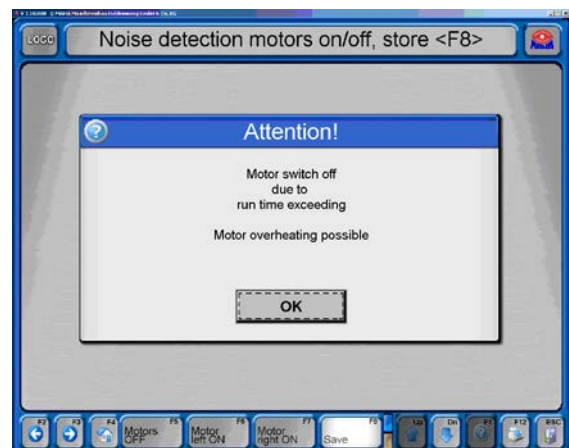 LOGO
Noise detection motors on/off, store <F8>
Attention!
Motor switch off
due to
run time exceeding
Motor overheating possible
OK
F2
F3
F4
F5
Motors
OFF
F6
Motor
left ON
F7
Motor
right ON
F8
Save
Up
Dn
F1
F12
ESC